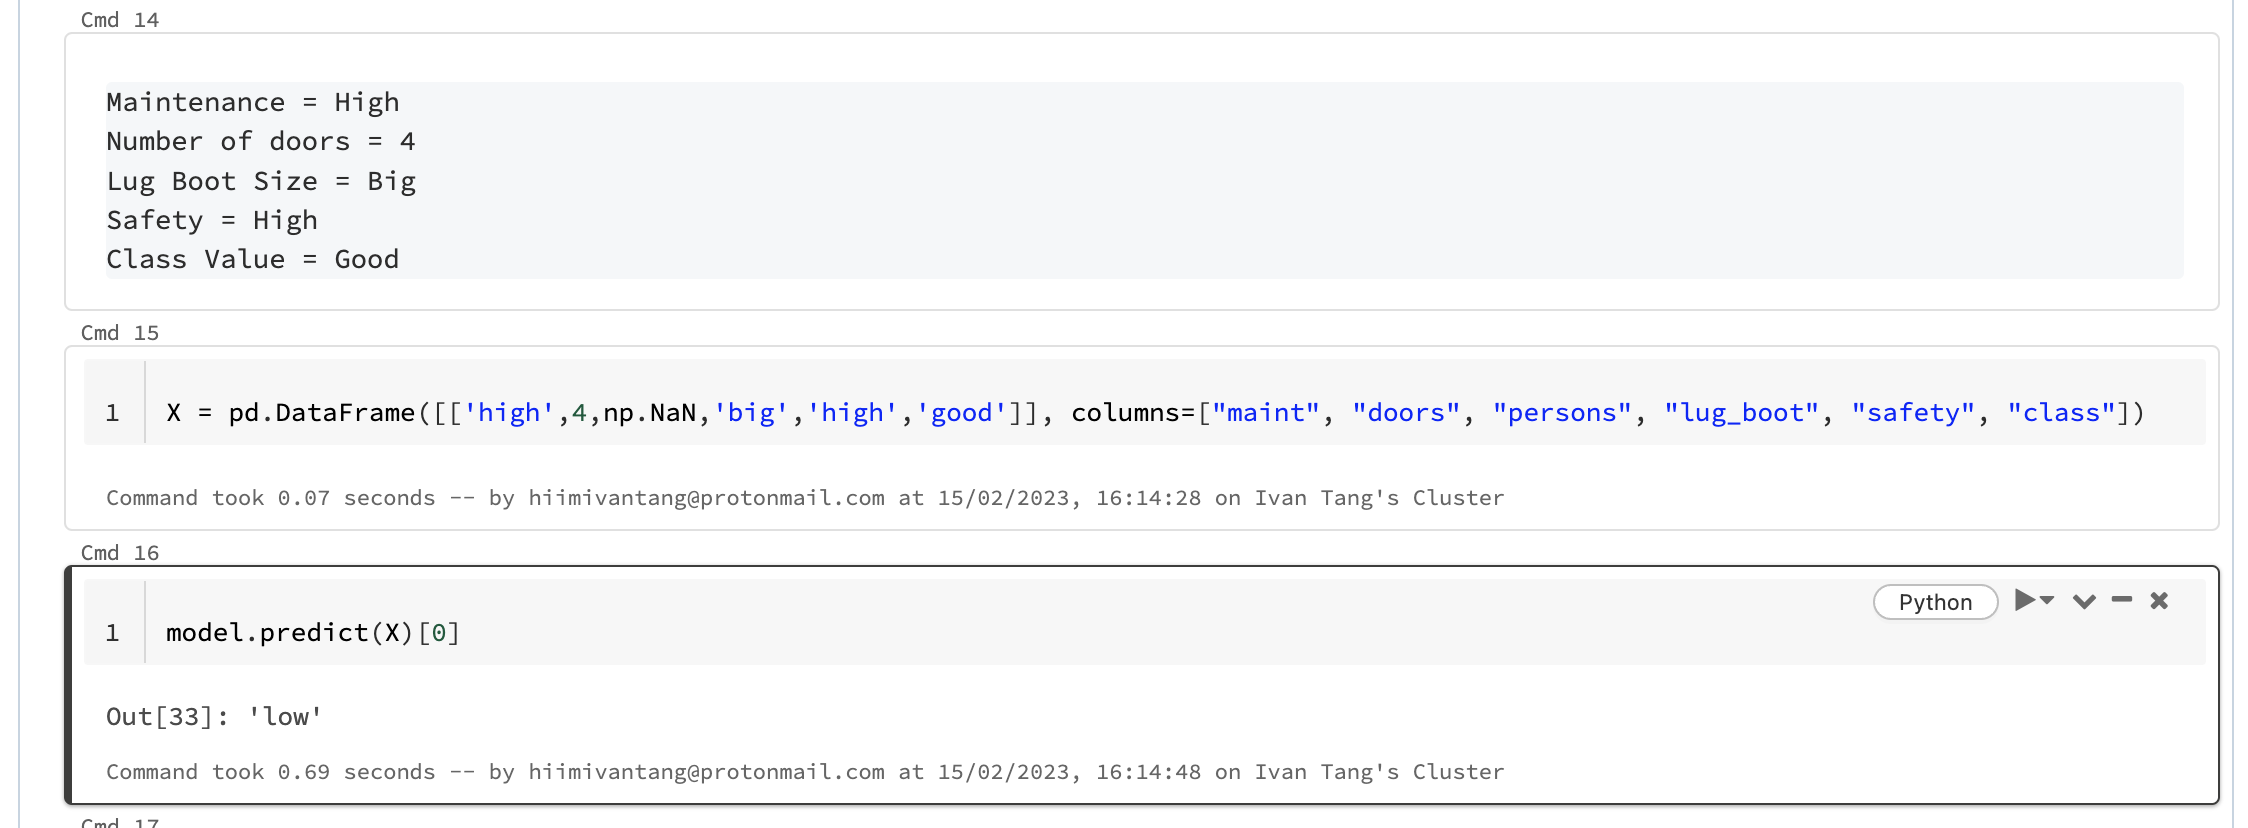 Cmd 14
Maintenance = High
Number of doors = 4
Lug Boot Size = Big
Safety = High
Class Value = Good
Cmd 15
1 X = pd.DataFrame([['high',4,np.NaN,'big','high','good']], columns=["maint", "doors", "persons", "lug_boot", "safety", "class"])
Command took 0.07 seconds -- by hiimivantang@protonmail.com at 15/02/2023, 16:14:28 on Ivan Tang's Cluster
Cmd 16
Python
1 model.predict(X)[0]
Out[33]: 'low'
Command took 0.69 seconds -- by hiimivantang@protonmail.com at 15/02/2023, 16:14:48 on Ivan Tang's Cluster
Cmd 17